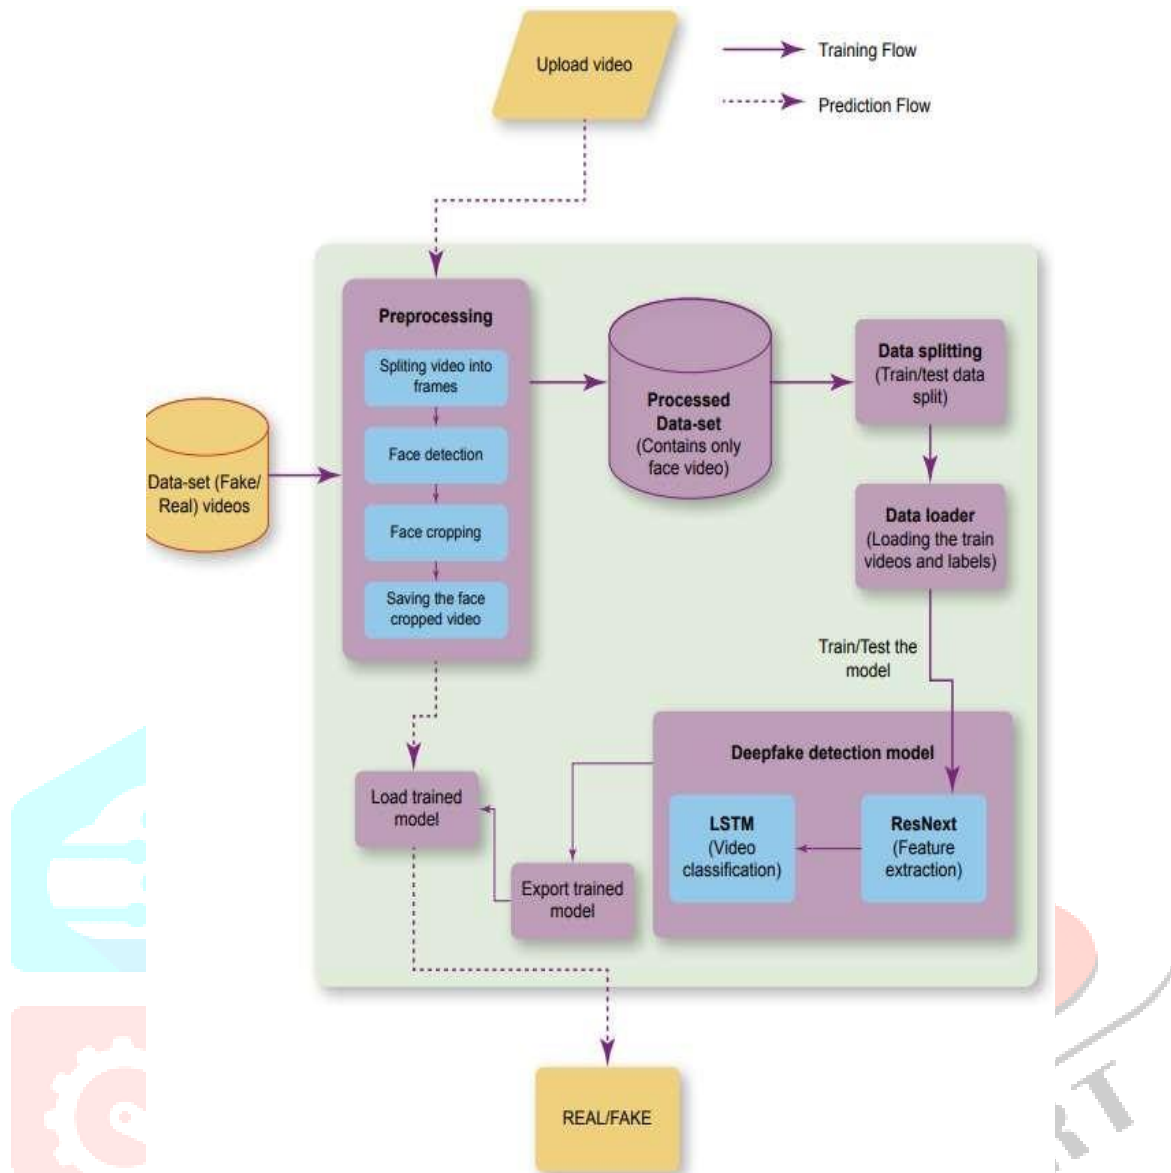 Upload video
Training Flow
Prediction Flow
Preprocessing
Spliting video into
frames
Face detection
Face cropping
Saving the face
cropped video
Data-set (Fake/
Real) videos
Processed
Data-set
(Contains only
face video)
Data splitting
(Train/test data
split)
Data loader
(Loading the train
videos and labels)
Train/Test the
model
Deepfake detection model
LSTM
(Video
classification)
ResNext
(Feature
extraction)
Load trained
model
Export trained
model
REAL/FAKE
RT